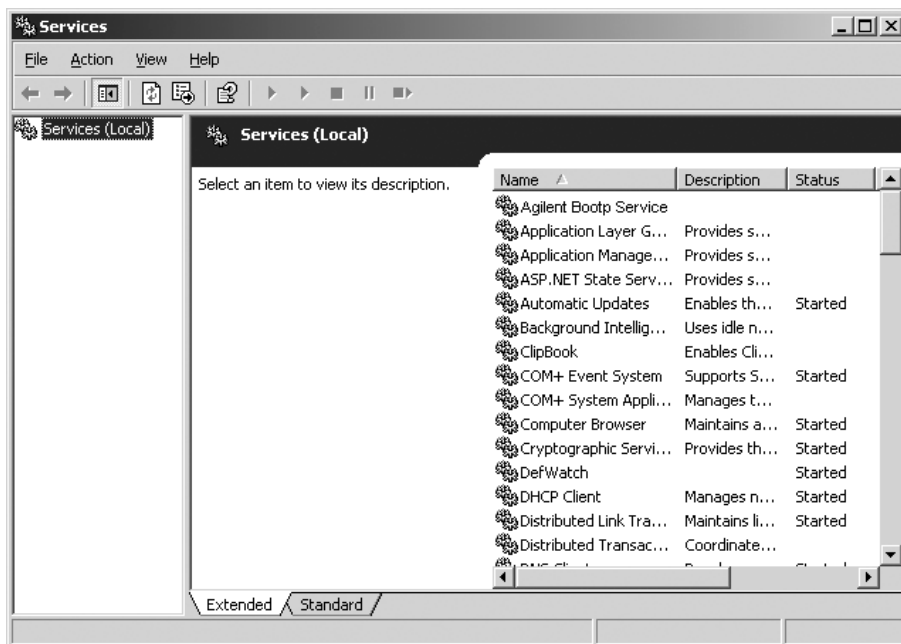 Services
File Action View Help
Services (Local)
Services (Local)
Select an item to view its description.
Name Description Status
Agilent Bootp Service
Application Layer G... Provides s...
Application Manage... Provides s...
ASP.NET State Serv... Provides s...
Automatic Updates Enables th... Started
Background Intellig... Uses idle n...
ClipBook Enables Cli...
COM+ Event System Supports S... Started
COM+ System Appli... Manages t...
Computer Browser Maintains a... Started
Cryptographic Servi... Provides th... Started
DefWatch Started
DHCP Client Manages n... Started
Distributed Link Tra... Maintains li... Started
Distributed Transac... Coordinate...
Extended Standard